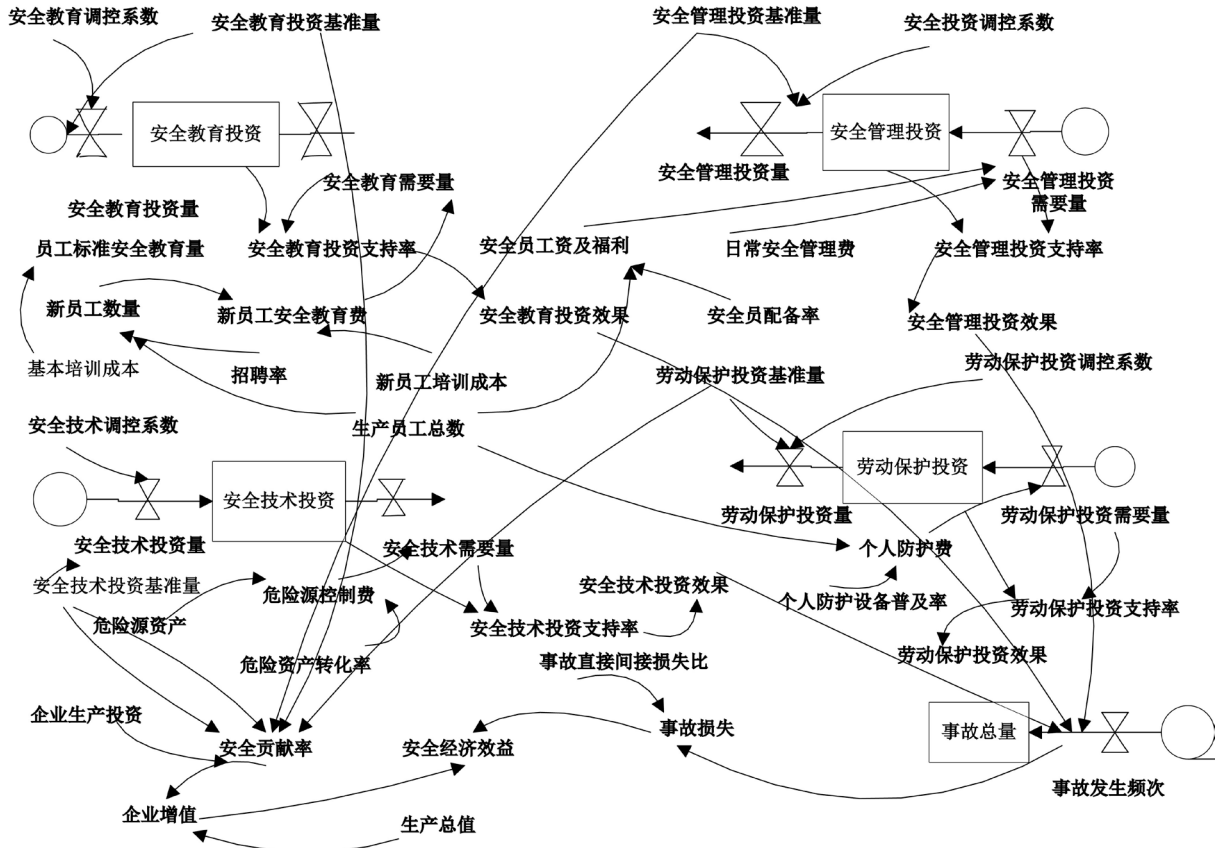 安全教育调控系数
安全教育投资基准量
安全管理投资基准量
安全投资调控系数
安全教育投资
安全管理投资
安全管理投资量
安全教育需要量
安全管理投资
需要量
安全教育投资量
员工标准安全教育量
安全教育投资支持率
安全员工资及福利
日常安全管理费
安全管理投资支持率
新员工数量
新员工安全教育费
安全教育投资效果
安全员配备率
安全管理投资效果
基本培训成本
招聘率
新员工培训成本
劳动保护投资基准量
劳动保护投资调控系数
安全技术调控系数
生产员工总数
安全技术投资
劳动保护投资
劳动保护投资量
劳动保护投资需要量
安全技术投资量
安全技术需要量
个人防护费
安全技术投资基准量
危险源控制费
安全技术投资效果
个人防护设备普及率
劳动保护投资支持率
危险源资产
安全技术投资支持率
危险资产转化率
事故直接间接损失比
劳动保护投资效果
企业生产投资
安全贡献率
安全经济效益
事故损失
事故总量
事故发生频次
企业增值
生产总值